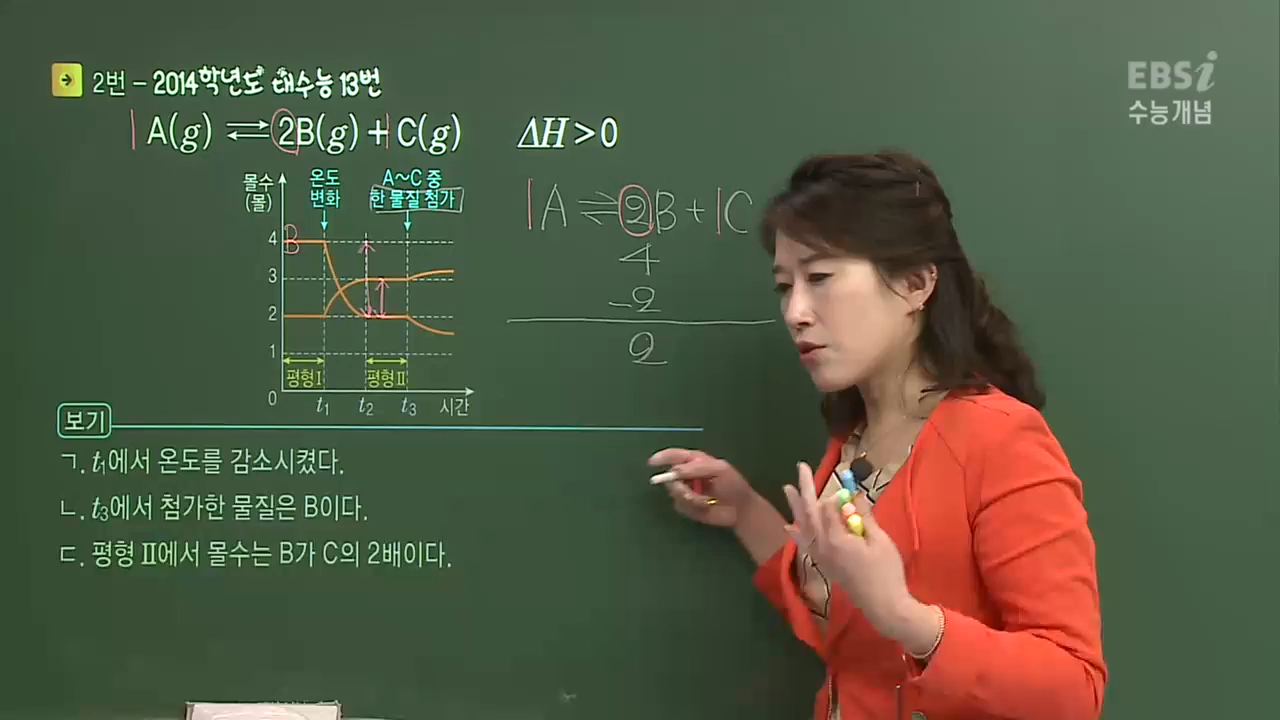 2번 – 2014학년도 대수능 13번
EBSi
수능개념
1 A(g) ⇌ 2B(g) + 1 C(g) ΔH > 0
몰수
(몰)
온도
변화
A~C 중
한 물질 첨가
4
3
2
1
0
B
평형 I
평형 II
t₁ t₂ t₃ 시간
1A ⇌ 2B + 1C
4
-2
2
보기
ㄱ. t₁에서 온도를 감소시켰다.
ㄴ. t₃에서 첨가한 물질은 B이다.
ㄷ. 평형 II에서 몰수는 B가 C의 2배이다.